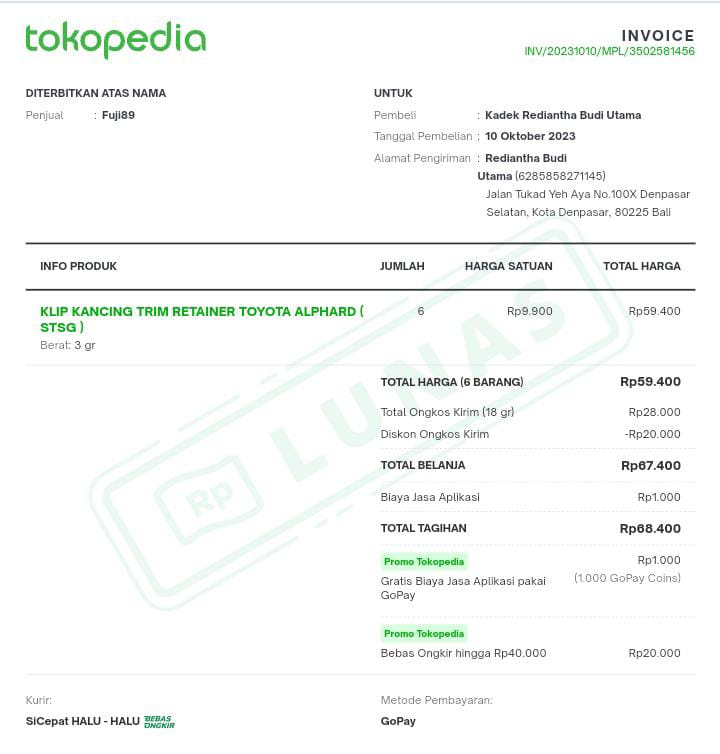 tokopedia
INVOICE
INV/20231010/MPL/3502581456
DITERBITKAN ATAS NAMA
Penjual : Fuji89
UNTUK
Pembeli : Kadek Rediantha Budi Utama
Tanggal Pembelian : 10 Oktober 2023
Alamat Pengiriman : Rediantha Budi
Utama (6285858271145)
Jalan Tukad Yeh Aya No.100X Denpasar
Selatan, Kota Denpasar, 80225 Bali
INFO PRODUK JUMLAH HARGA SATUAN TOTAL HARGA
KLIP KANCING TRIM RETAINER TOYOTA ALPHARD ( 6 Rp9.900 Rp59.400
STSG )
Berat: 3 gr
Rp LUNAS
TOTAL HARGA (6 BARANG) Rp59.400
Total Ongkos Kirim (18 gr) Rp28.000
Diskon Ongkos Kirim -Rp20.000
TOTAL BELANJA Rp67.400
Biaya Jasa Aplikasi Rp1.000
TOTAL TAGIHAN Rp68.400
Promo Tokopedia Rp1.000
Gratis Biaya Jasa Aplikasi pakai (1.000 GoPay Coins)
GoPay
Promo Tokopedia
Bebas Ongkir hingga Rp40.000 Rp20.000
Kurir:
SiCepat HALU - HALU BEBAS ONGKIR
Metode Pembayaran:
GoPay